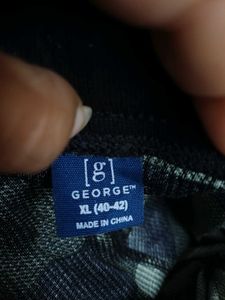 [g]
GEORGE™
XL (40-42)
MADE IN CHINA